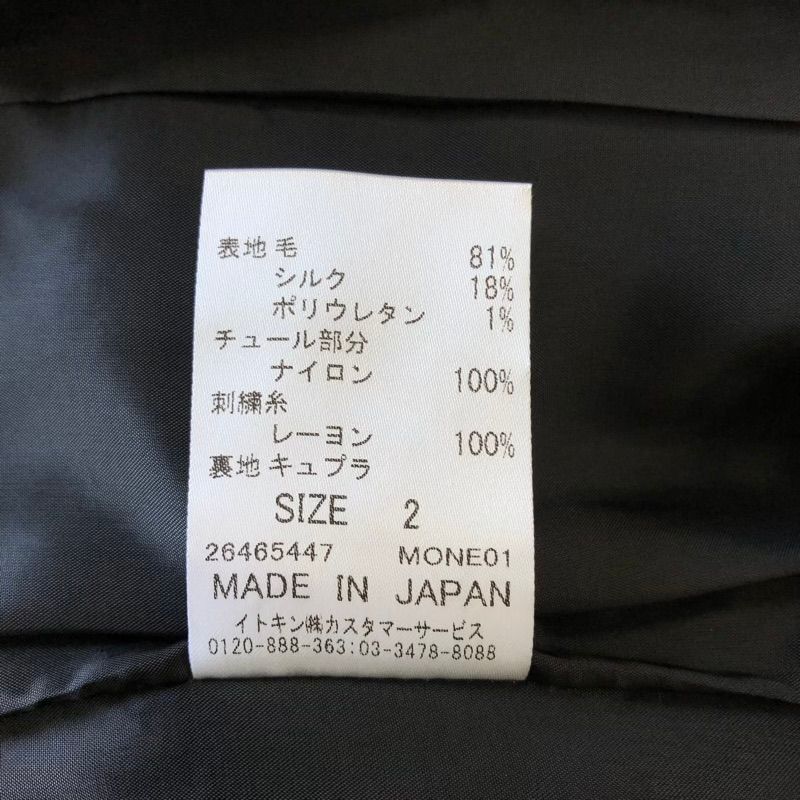 表地 毛 81%
シルク 18%
ポリウレタン 1%
チュール部分
ナイロン 100%
刺繍糸
レーヨン 100%
裏地 キュプラ
SIZE 2
26465447 MONE01
MADE IN JAPAN
イトキン㈱カスタマーサービス
0120-888-363:03-3478-8088